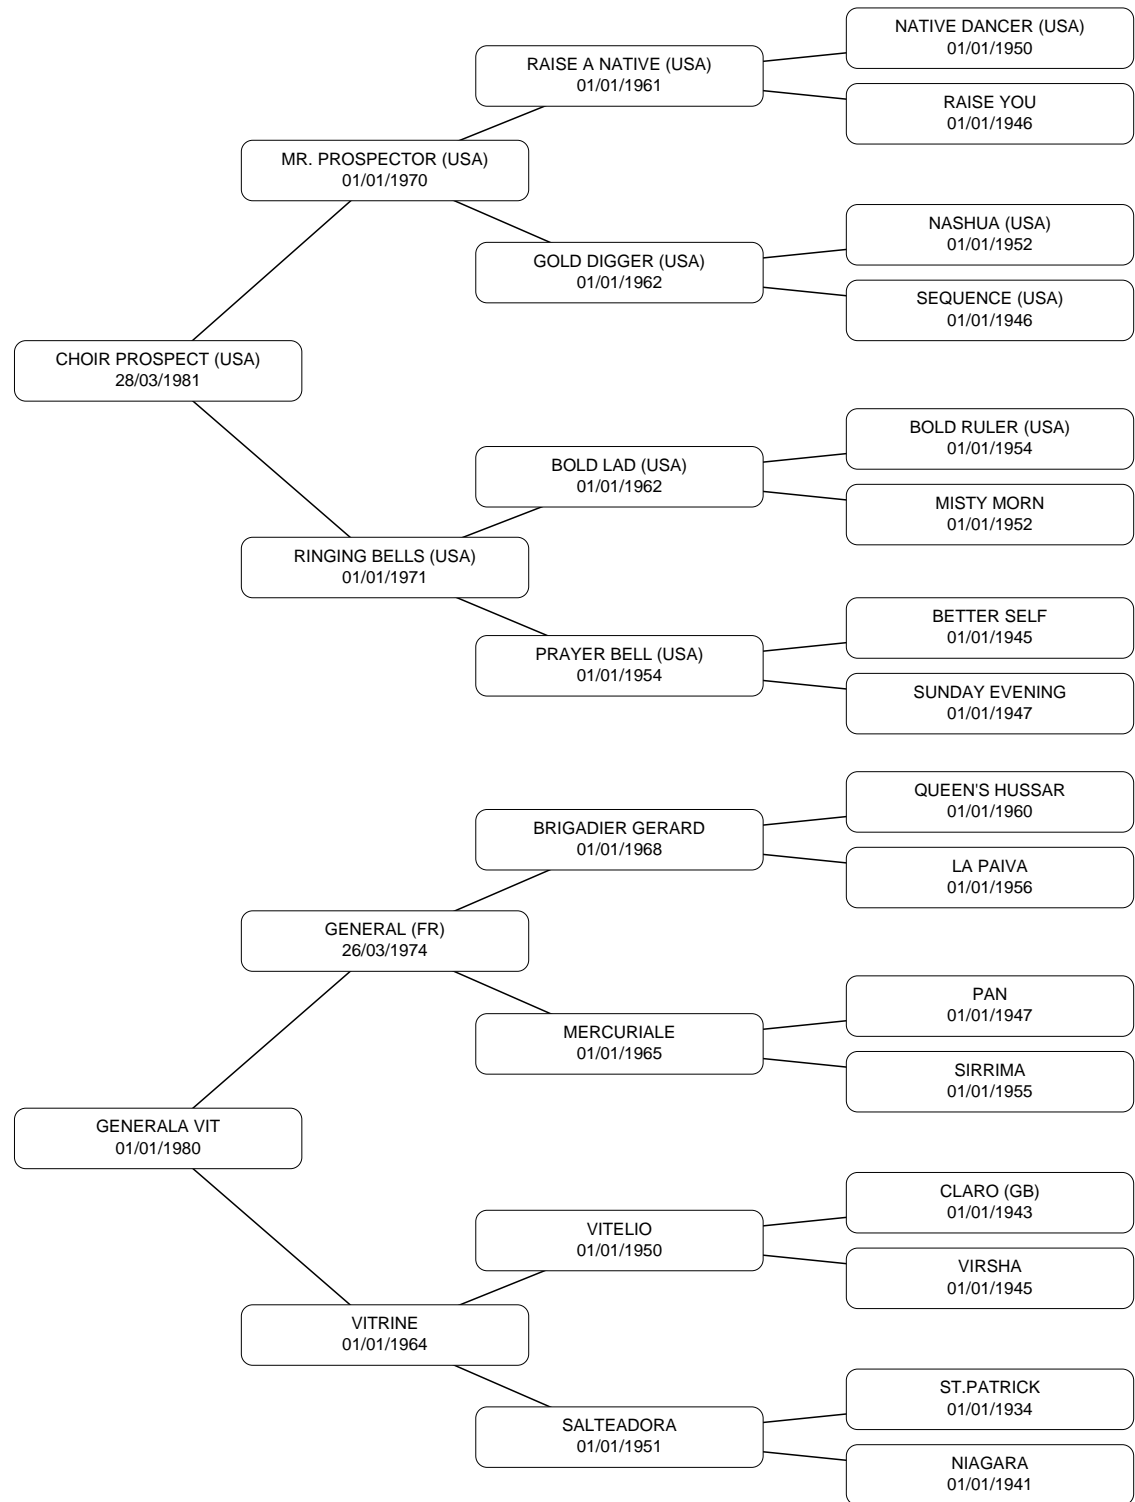 NATIVE DANCER (USA)
01/01/1950
RAISE A NATIVE (USA)
01/01/1961
RAISE YOU
01/01/1946
MR. PROSPECTOR (USA)
01/01/1970
NASHUA (USA)
01/01/1952
GOLD DIGGER (USA)
01/01/1962
SEQUENCE (USA)
01/01/1946
CHOIR PROSPECT (USA)
28/03/1981
BOLD RULER (USA)
01/01/1954
BOLD LAD (USA)
01/01/1962
MISTY MORN
01/01/1952
RINGING BELLS (USA)
01/01/1971
BETTER SELF
01/01/1945
PRAYER BELL (USA)
01/01/1954
SUNDAY EVENING
01/01/1947
QUEEN'S HUSSAR
01/01/1960
BRIGADIER GERARD
01/01/1968
LA PAIVA
01/01/1956
GENERAL (FR)
26/03/1974
PAN
01/01/1947
MERCURIALE
01/01/1965
SIRRIMA
01/01/1955
GENERALA VIT
01/01/1980
CLARO (GB)
01/01/1943
VITELIO
01/01/1950
VIRSHA
01/01/1945
VITRINE
01/01/1964
ST.PATRICK
01/01/1934
SALTEADORA
01/01/1951
NIAGARA
01/01/1941